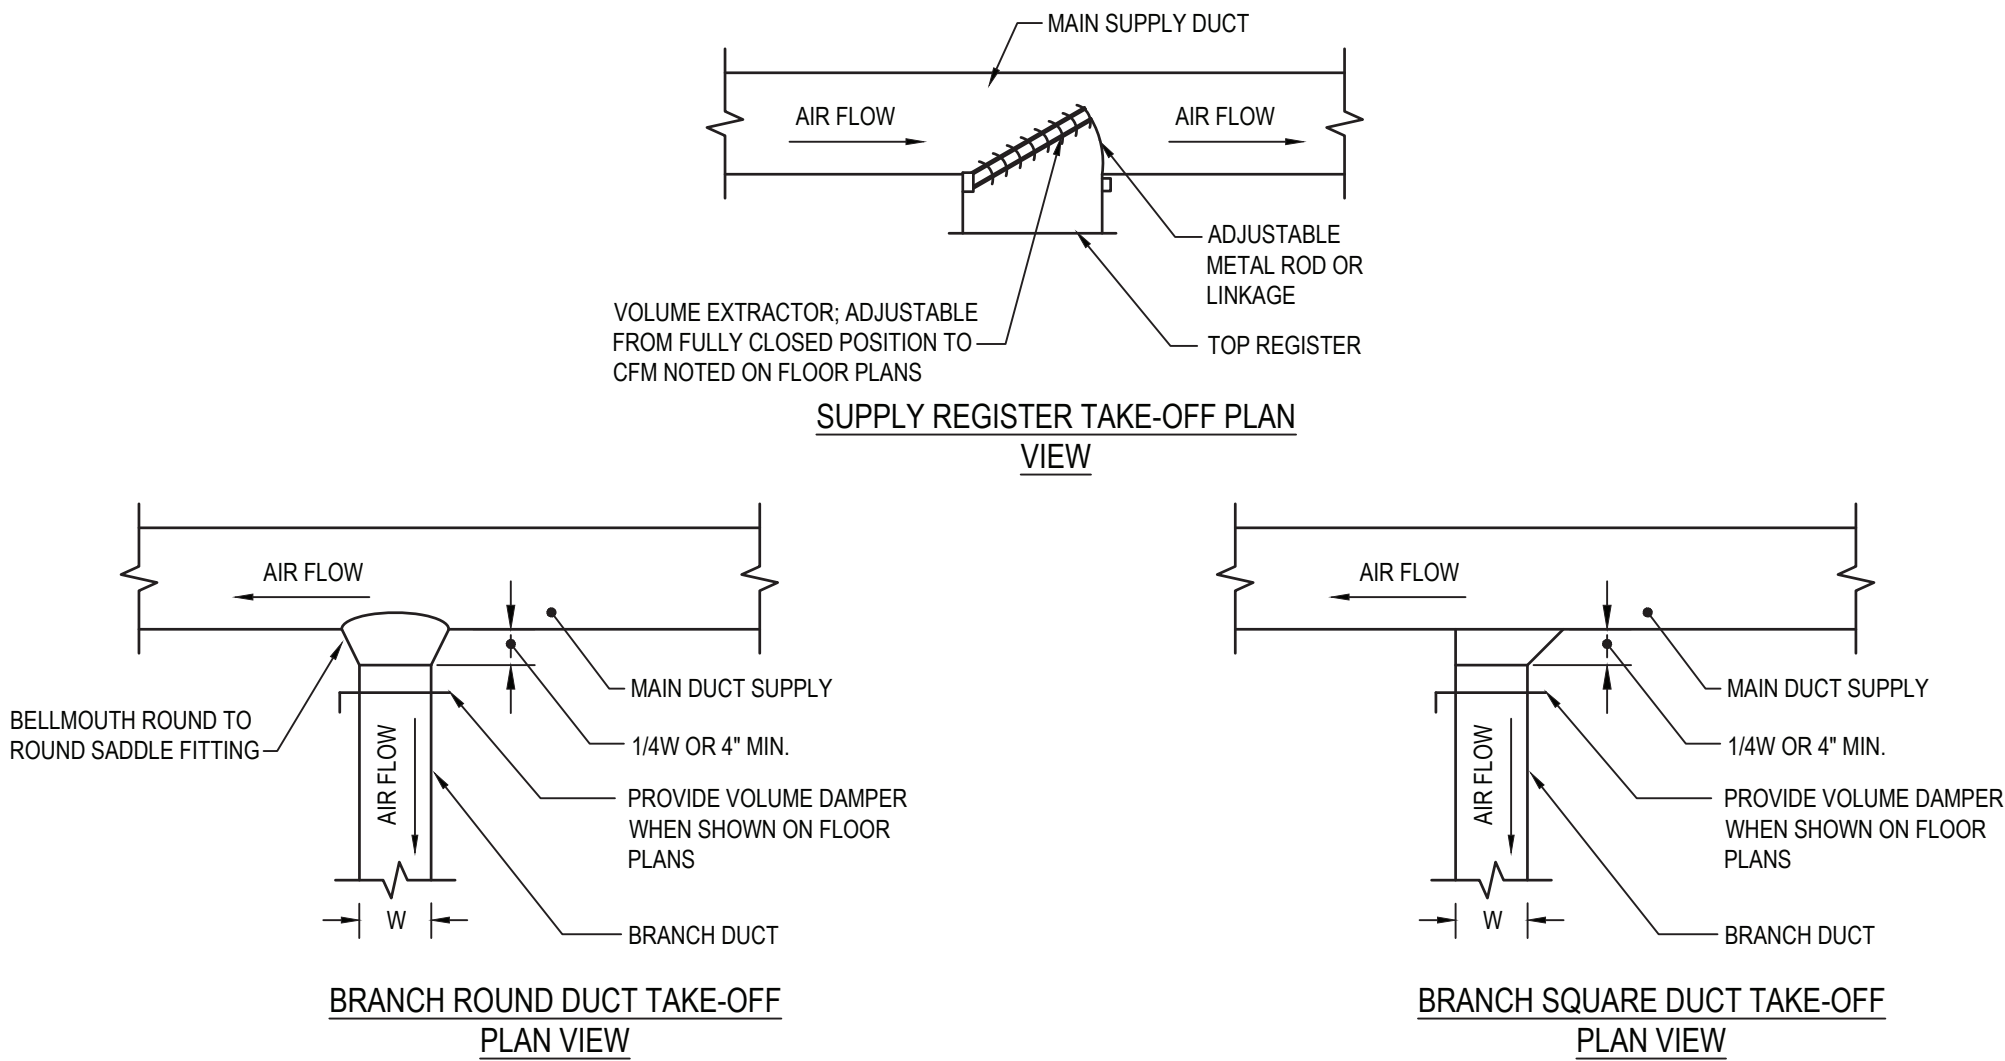 MAIN SUPPLY DUCT
AIR FLOW
AIR FLOW
ADJUSTABLE
METAL ROD OR
LINKAGE
VOLUME EXTRACTOR; ADJUSTABLE
FROM FULLY CLOSED POSITION TO
CFM NOTED ON FLOOR PLANS
TOP REGISTER
SUPPLY REGISTER TAKE-OFF PLAN
VIEW
AIR FLOW
MAIN DUCT SUPPLY
BELLMOUTH ROUND TO
ROUND SADDLE FITTING
1/4W OR 4" MIN.
AIR FLOW
PROVIDE VOLUME DAMPER
WHEN SHOWN ON FLOOR
PLANS
W
BRANCH DUCT
BRANCH ROUND DUCT TAKE-OFF
PLAN VIEW
AIR FLOW
MAIN DUCT SUPPLY
1/4W OR 4" MIN.
AIR FLOW
PROVIDE VOLUME DAMPER
WHEN SHOWN ON FLOOR
PLANS
W
BRANCH DUCT
BRANCH SQUARE DUCT TAKE-OFF
PLAN VIEW